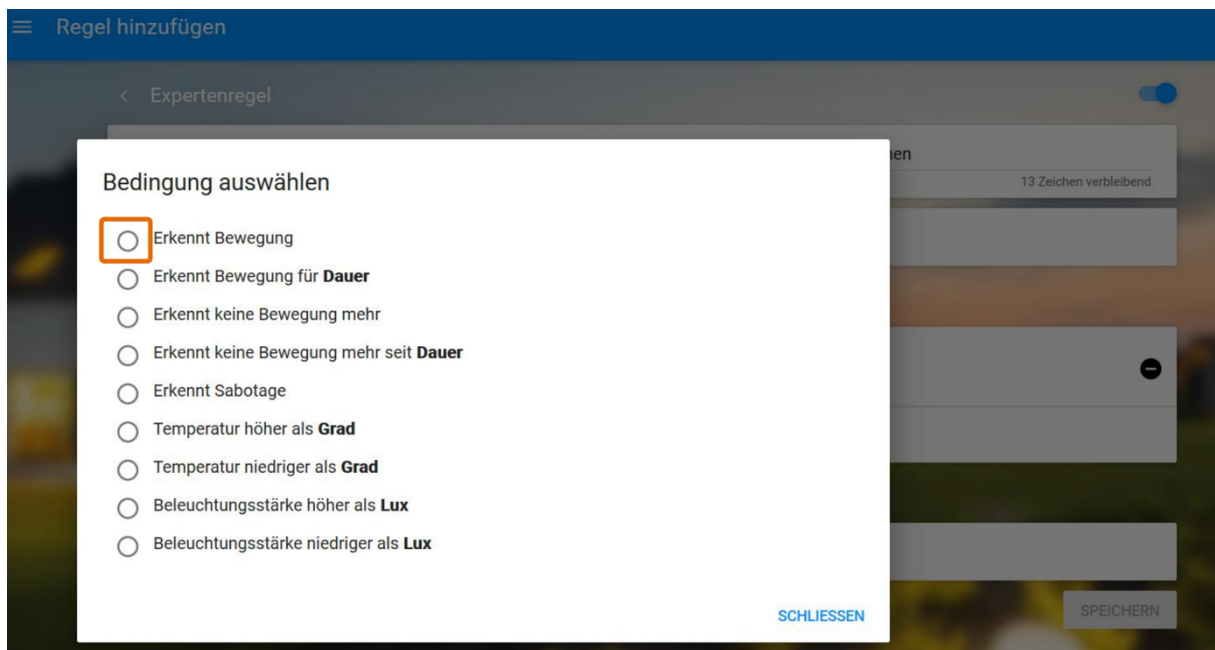 Regel hinzufügen
Expertenregel
13 Zeichen verbleibend
Bedingung auswählen
Erkennt Bewegung
Erkennt Bewegung für Dauer
Erkennt keine Bewegung mehr
Erkennt keine Bewegung mehr seit Dauer
Erkennt Sabotage
Temperatur höher als Grad
Temperatur niedriger als Grad
Beleuchtungsstärke höher als Lux
Beleuchtungsstärke niedriger als Lux
SCHLIESSEN
SPEICHERN